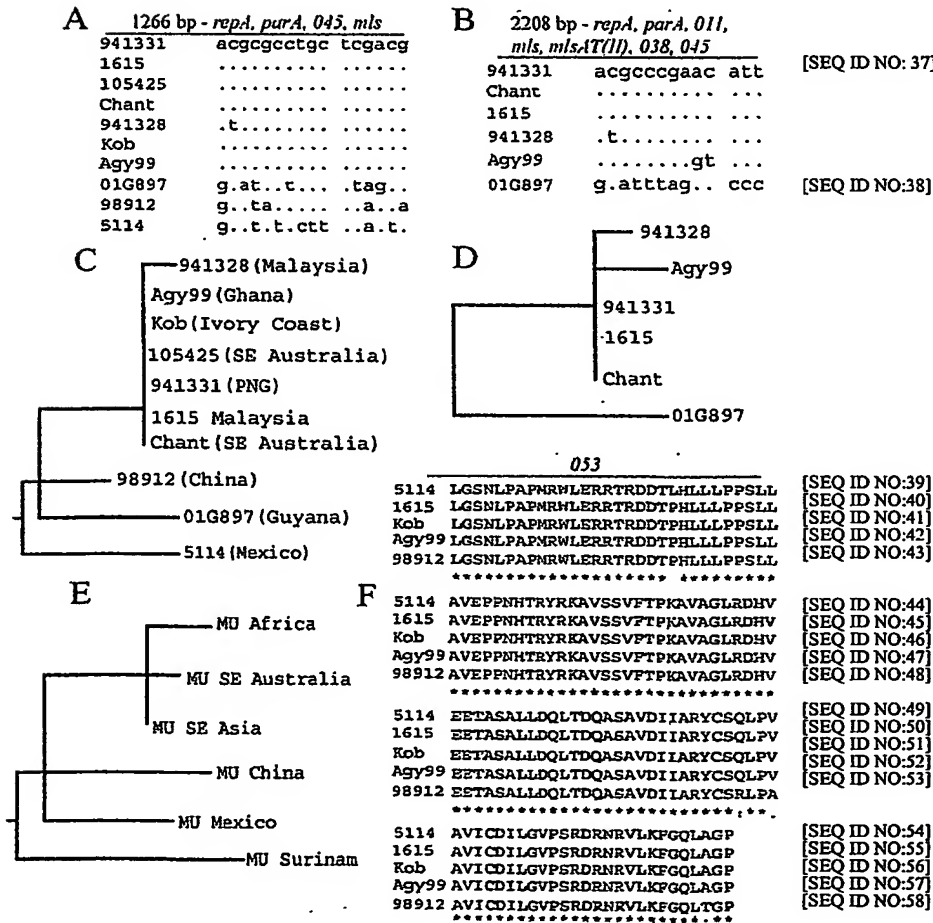 A 1266 bp - repA, parA, 045, mls
941331 acgcgcctgc tcgacg
1615 .......... ......
105425 .......... ......
Chant .......... ......
941328 .t........ ......
Kob .......... ......
Agy99 .......... ......
01G897 g.at..t... .tag..
98912 g..ta..... ..a..a
5114 g..t.t.ctt ..a.t.
B 2208 bp - repA, parA, 011,
mls, mlsAT(II), 038, 045
941331 acgcccgaac att [SEQ ID NO: 37]
Chant .......... ...
1615 .......... ...
941328 .t........ ...
Agy99 ........gt ...
01G897 g.atttag.. ccc [SEQ ID NO:38]
C
941328 (Malaysia)
Agy99 (Ghana)
Kob (Ivory Coast)
105425 (SE Australia)
941331 (PNG)
1615 Malaysia
Chant (SE Australia)
98912 (China)
01G897 (Guyana)
5114 (Mexico)
D
941328
Agy99
941331
1615
Chant
01G897
E
MU Africa
MU SE Australia
MU SE Asia
MU China
MU Mexico
MU Surinam
F
053
5114 LGSNLPAPMRWLERRTRDDTLHLLLPPSLL [SEQ ID NO:39]
1615 LGSNLPAPMRWLERRTRDDTPHLLLPPSLL [SEQ ID NO:40]
Kob LGSNLPAPMRWLERRTRDDTPHLLLPPSLL [SEQ ID NO:41]
Agy99 LGSNLPAPMRWLERRTRDDTPHLLLPPSLL [SEQ ID NO:42]
98912 LGSNLPAPMRWLERRTRDDTPHLLLPPSLL [SEQ ID NO:43]
******************** *********
5114 AVEPPNHTRYRKAVSSVFTPKAVAGLRDHV [SEQ ID NO:44]
1615 AVEPPNHTRYRKAVSSVFTPKAVAGLRDHV [SEQ ID NO:45]
Kob AVEPPNHTRYRKAVSSVFTPKAVAGLRDHV [SEQ ID NO:46]
Agy99 AVEPPNHTRYRKAVSSVFTPKAVAGLRDHV [SEQ ID NO:47]
98912 AVEPPNHTRYRKAVSSVFTPKAVAGLRDHV [SEQ ID NO:48]
******************************
5114 EETASALLDQLTDQASAVDIIARYCSQLPV [SEQ ID NO:49]
1615 EETASALLDQLTDQASAVDIIARYCSQLPV [SEQ ID NO:50]
Kob EETASALLDQLTDQASAVDIIARYCSQLPV [SEQ ID NO:51]
Agy99 EETASALLDQLTDQASAVDIIARYCSQLPV [SEQ ID NO:52]
98912 EETASALLDQLTDQASAVDIIARYCSRLPA [SEQ ID NO:53]
**************************:**.
5114 AVICDILGVPSRDRNRVLKFGQLAGP [SEQ ID NO:54]
1615 AVICDILGVPSRDRNRVLKFGQLAGP [SEQ ID NO:55]
Kob AVICDILGVPSRDRNRVLKFGQLAGP [SEQ ID NO:56]
Agy99 AVICDILGVPSRDRNRVLKFGQLAGP [SEQ ID NO:57]
98912 AVICDILGVPSRDRNRVLKFGQLTGP [SEQ ID NO:58]
***********************.**